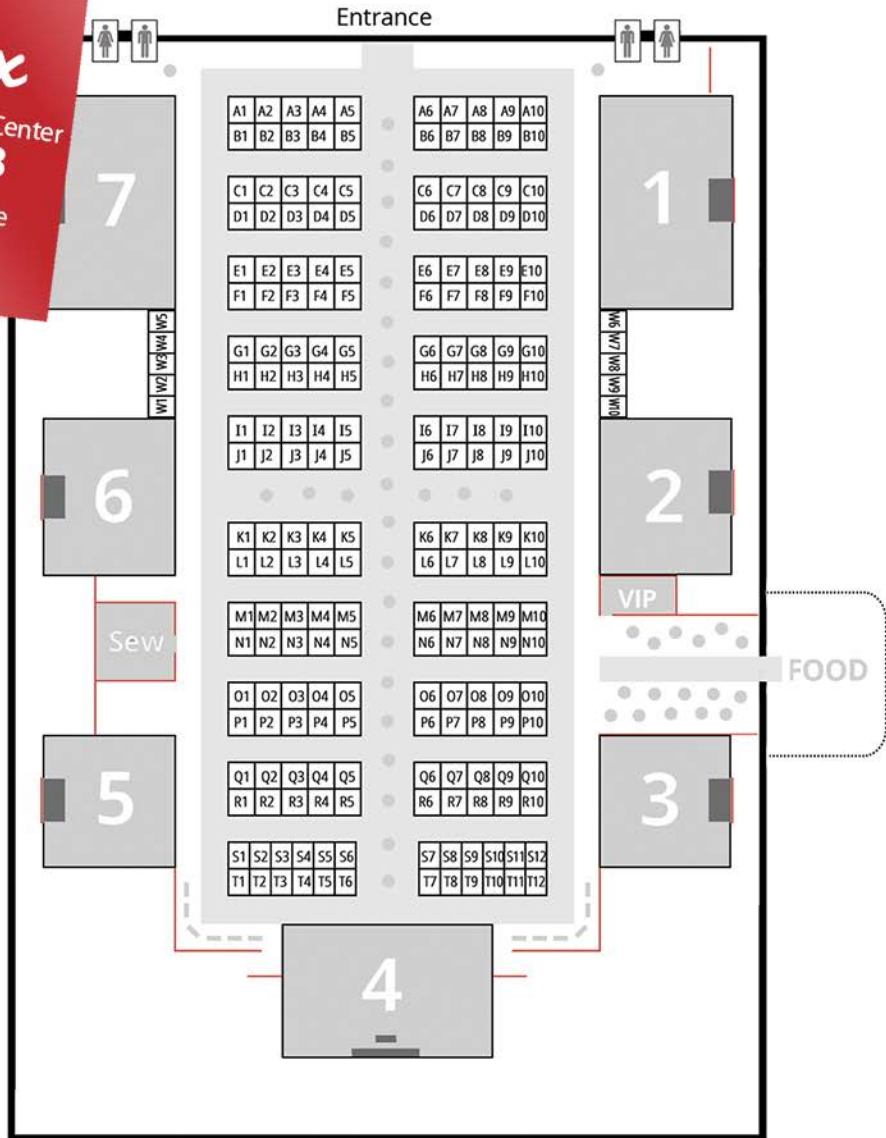 Entrance
x
Center
3
e
A1 A2 A3 A4 A5 A6 A7 A8 A9 A10
B1 B2 B3 B4 B5 B6 B7 B8 B9 B10
7
1
C1 C2 C3 C4 C5 C6 C7 C8 C9 C10
D1 D2 D3 D4 D5 D6 D7 D8 D9 D10
E1 E2 E3 E4 E5 E6 E7 E8 E9 E10
F1 F2 F3 F4 F5 F6 F7 F8 F9 F10
W1 W2 W3 W4 W5
W6 W7 W8 W9 W10
G1 G2 G3 G4 G5 G6 G7 G8 G9 G10
H1 H2 H3 H4 H5 H6 H7 H8 H9 H10
I1 I2 I3 I4 I5 I6 I7 I8 I9 I10
J1 J2 J3 J4 J5 J6 J7 J8 J9 J10
6
2
K1 K2 K3 K4 K5 K6 K7 K8 K9 K10
L1 L2 L3 L4 L5 L6 L7 L8 L9 L10
VIP
M1 M2 M3 M4 M5 M6 M7 M8 M9 M10
N1 N2 N3 N4 N5 N6 N7 N8 N9 N10
Sew
FOOD
O1 O2 O3 O4 O5 O6 O7 O8 O9 O10
P1 P2 P3 P4 P5 P6 P7 P8 P9 P10
Q1 Q2 Q3 Q4 Q5 Q6 Q7 Q8 Q9 Q10
R1 R2 R3 R4 R5 R6 R7 R8 R9 R10
5
3
S1 S2 S3 S4 S5 S6 S7 S8 S9 S10 S11 S12
T1 T2 T3 T4 T5 T6 T7 T8 T9 T10 T11 T12
4